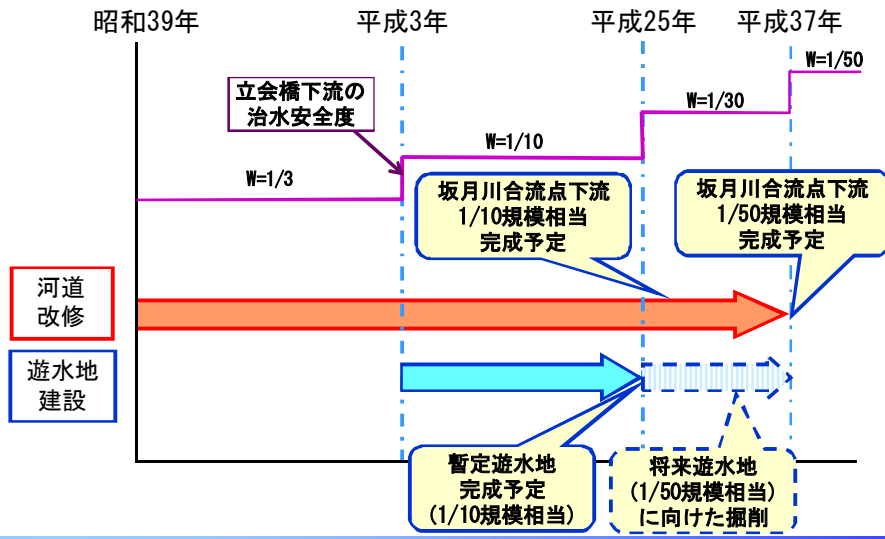 昭和39年
平成3年
平成25年
平成37年
W=1/50
立会橋下流の
治水安全度
W=1/30
W=1/10
W=1/3
坂月川合流点下流
1/10規模相当
完成予定
坂月川合流点下流
1/50規模相当
完成予定
河道
改修
遊水地
建設
暫定遊水地
完成予定
(1/10規模相当)
将来遊水地
(1/50規模相当)
に向けた掘削